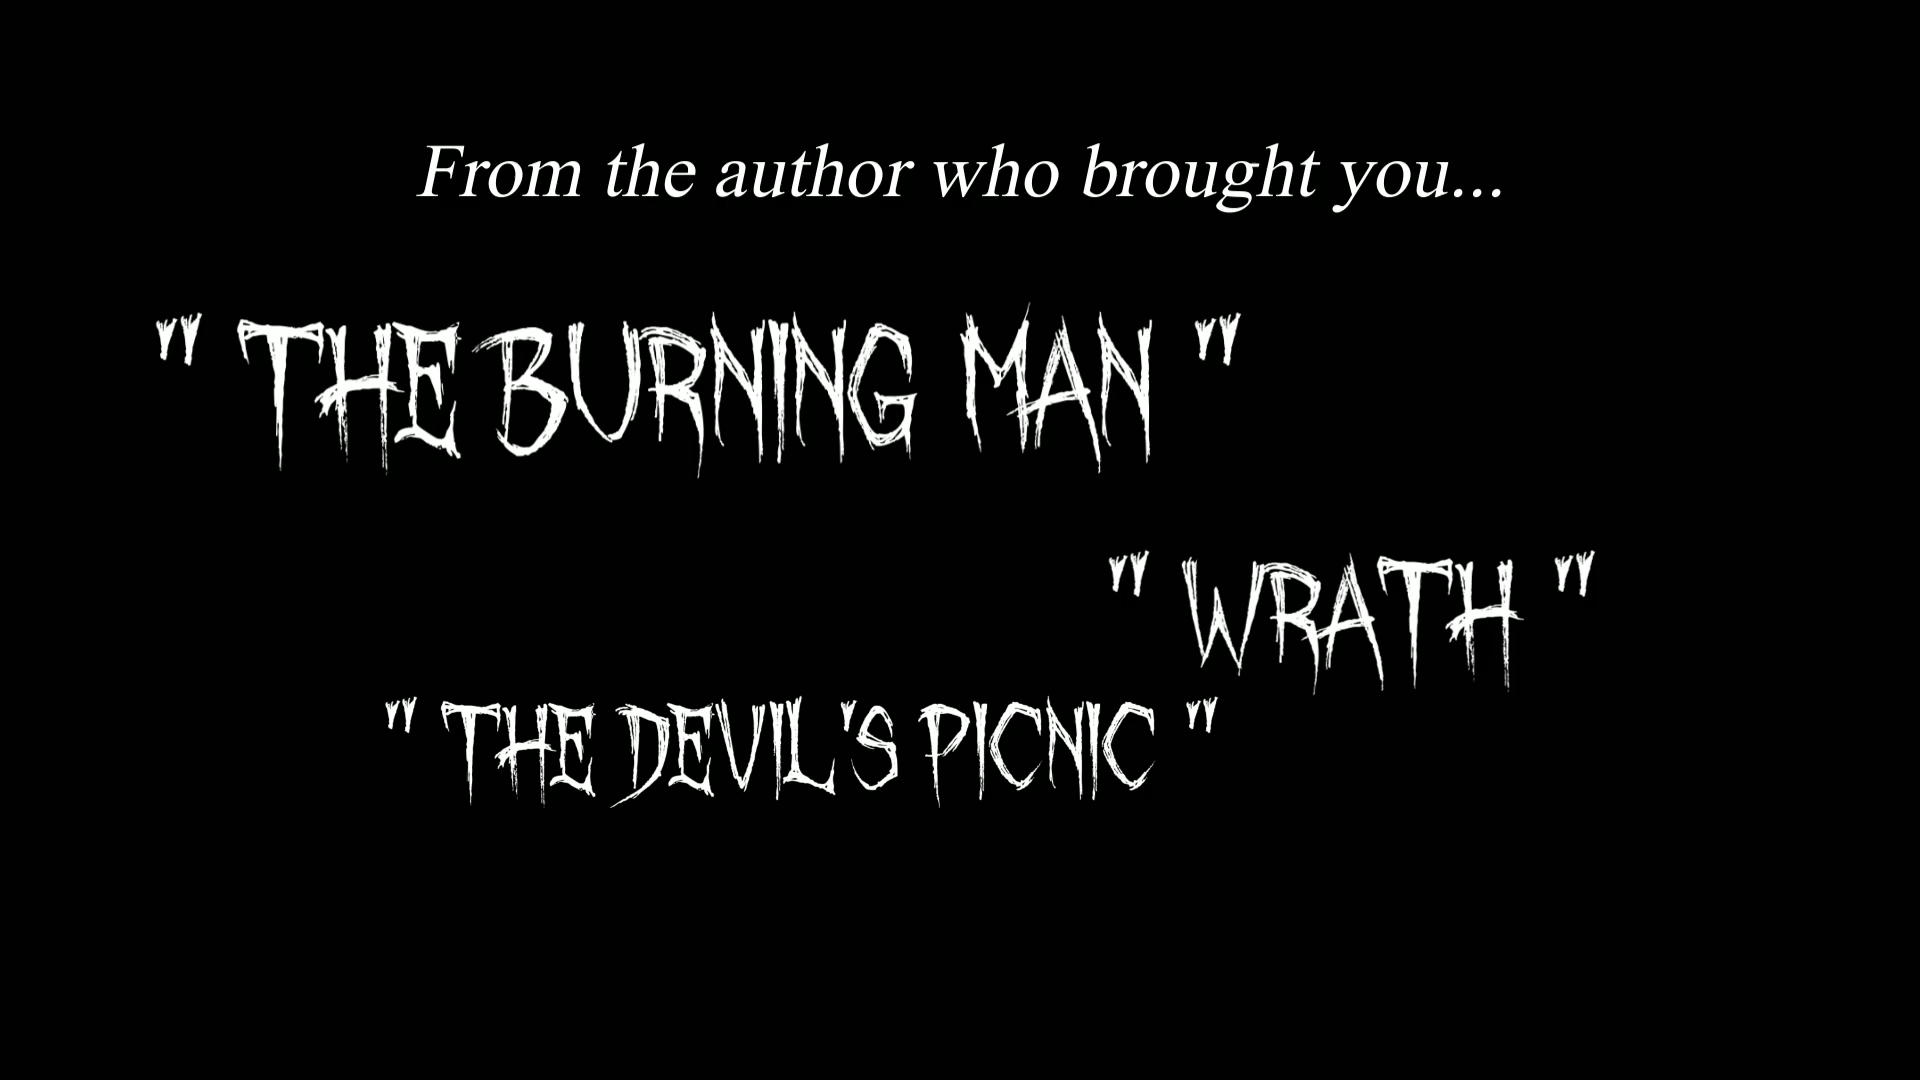 From the author who brought you...
" THE BURNING MAN "
" WRATH "
" THE DEVIL'S PICNIC "